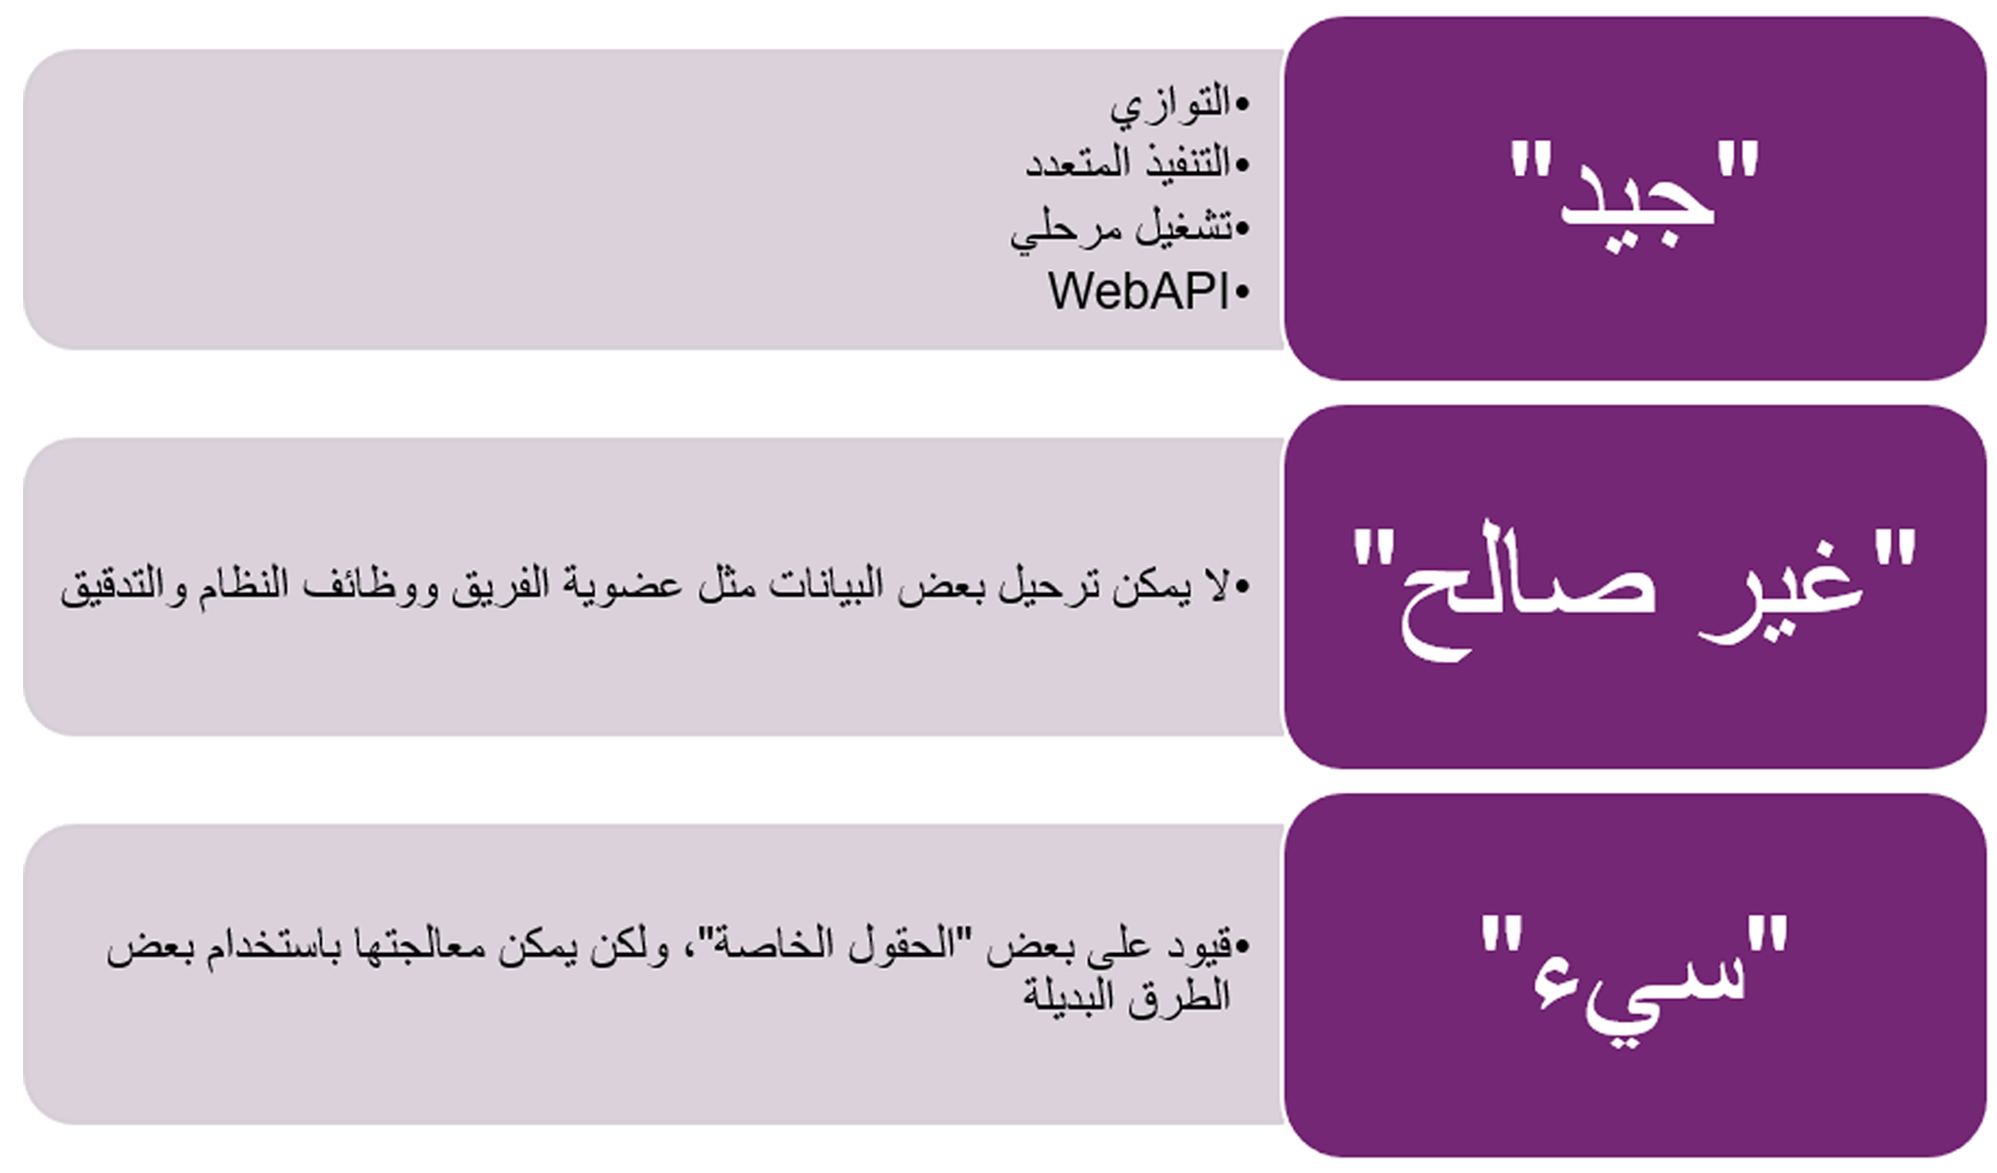 "جيد"
•التوازي
•التنفيذ المتعدد
•تشغيل مرحلي
•WebAPI
"غير صالح"
•لا يمكن ترحيل بعض البيانات مثل عضوية الفريق ووظائف النظام والتدقيق
"سيء"
•قيود على بعض "الحقول الخاصة"، ولكن يمكن معالجتها باستخدام بعض
الطرق البديلة